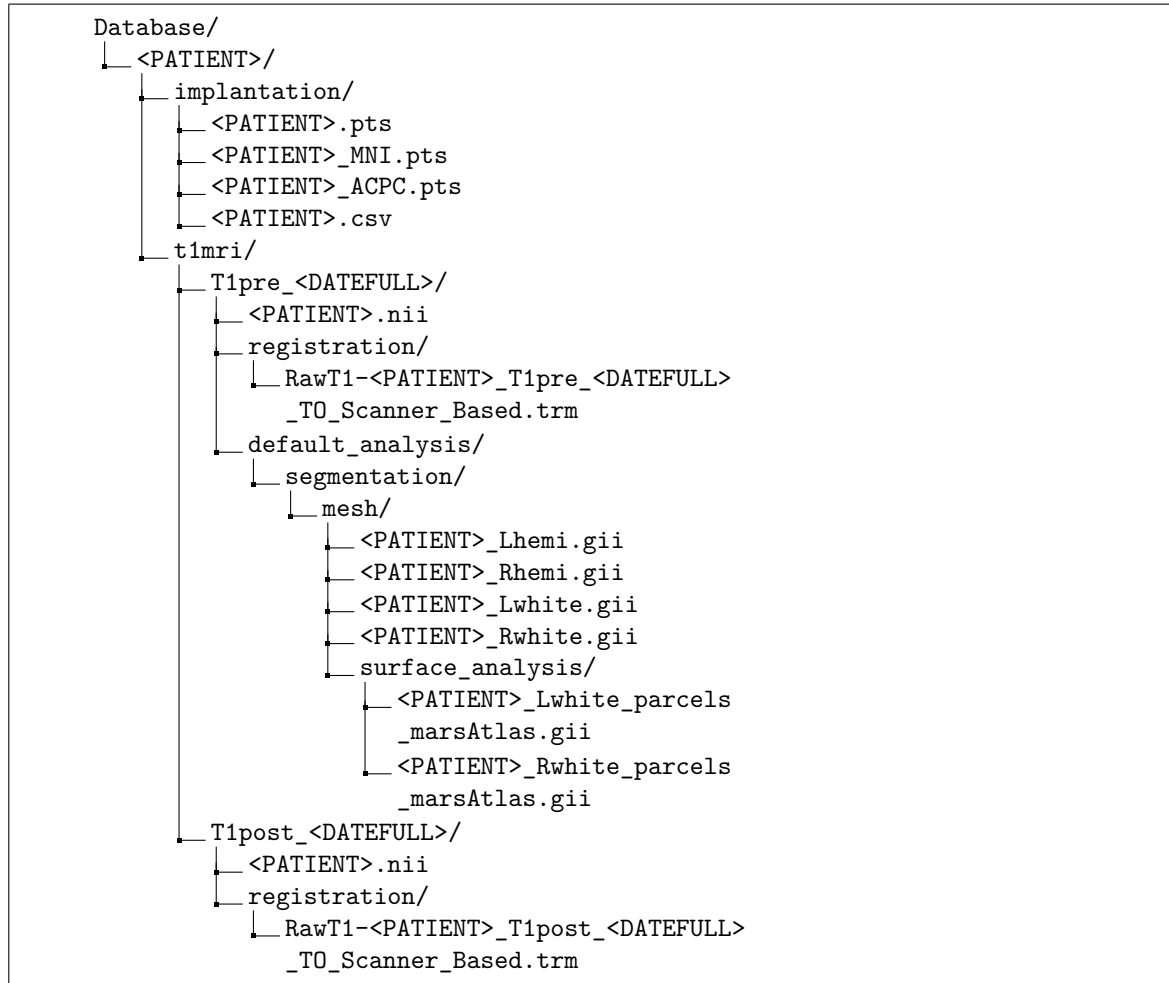 Database/
<PATIENT>/
implantation/
<PATIENT>.pts
<PATIENT>_MNI.pts
<PATIENT>_ACPC.pts
<PATIENT>.csv
t1mri/
T1pre_<DATEFULL>/
<PATIENT>.nii
registration/
RawT1-<PATIENT>_T1pre_<DATEFULL>
_TO_Scanner_Based.trm
default_analysis/
segmentation/
mesh/
<PATIENT>_Lhemi.gii
<PATIENT>_Rhemi.gii
<PATIENT>_Lwhite.gii
<PATIENT>_Rwhite.gii
surface_analysis/
<PATIENT>_Lwhite_parcels
_marsAtlas.gii
<PATIENT>_Rwhite_parcels
_marsAtlas.gii
T1post_<DATEFULL>/
<PATIENT>.nii
registration/
RawT1-<PATIENT>_T1post_<DATEFULL>
_TO_Scanner_Based.trm